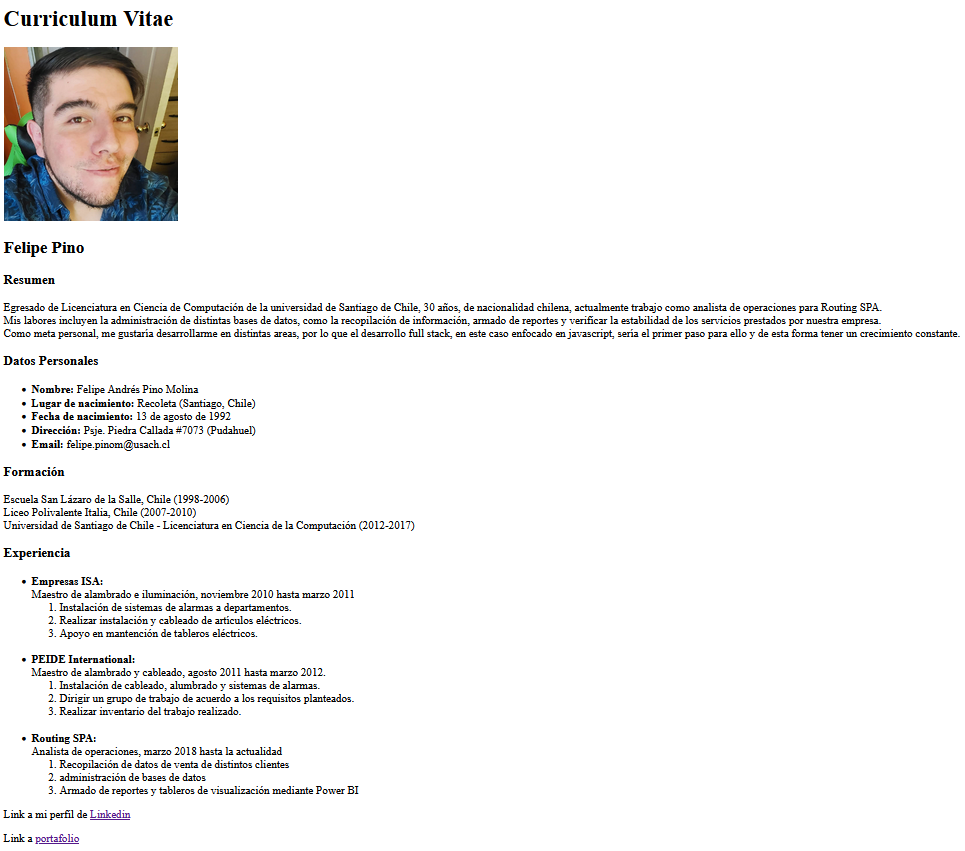 Curriculum Vitae
Felipe Pino
Resumen
Egresado de Licenciatura en Ciencia de Computación de la universidad de Santiago de Chile, 30 años, de nacionalidad chilena, actualmente trabajo como analista de operaciones para Routing SPA.
Mis labores incluyen la administración de distintas bases de datos, como la recopilación de información, armado de reportes y verificar la estabilidad de los servicios prestados por nuestra empresa.
Como meta personal, me gustaria desarrollarme en distintas areas, por lo que el desarrollo full stack, en este caso enfocado en javascript, sería el primer paso para ello y de esta forma tener un crecimiento constante.
Datos Personales
• Nombre: Felipe Andrés Pino Molina
• Lugar de nacimiento: Recoleta (Santiago, Chile)
• Fecha de nacimiento: 13 de agosto de 1992
• Dirección: Psje. Piedra Callada #7073 (Pudahuel)
• Email: felipe.pinom@usach.cl
Formación
Escuela San Lázaro de la Salle, Chile (1998-2006)
Liceo Polivalente Italia, Chile (2007-2010)
Universidad de Santiago de Chile - Licenciatura en Ciencia de la Computación (2012-2017)
Experiencia
• Empresas ISA:
Maestro de alambrado e iluminación, noviembre 2010 hasta marzo 2011
1. Instalación de sistemas de alarmas a departamentos.
2. Realizar instalación y cableado de artículos eléctricos.
3. Apoyo en mantención de tableros eléctricos.
• PEIDE International:
Maestro de alambrado y cableado, agosto 2011 hasta marzo 2012.
1. Instalación de cableado, alumbrado y sistemas de alarmas.
2. Dirigir un grupo de trabajo de acuerdo a los requisitos planteados.
3. Realizar inventario del trabajo realizado.
• Routing SPA:
Analista de operaciones, marzo 2018 hasta la actualidad
1. Recopilación de datos de venta de distintos clientes
2. administración de bases de datos
3. Armado de reportes y tableros de visualización mediante Power BI
Link a mi perfil de Linkedin
Link a portafolio